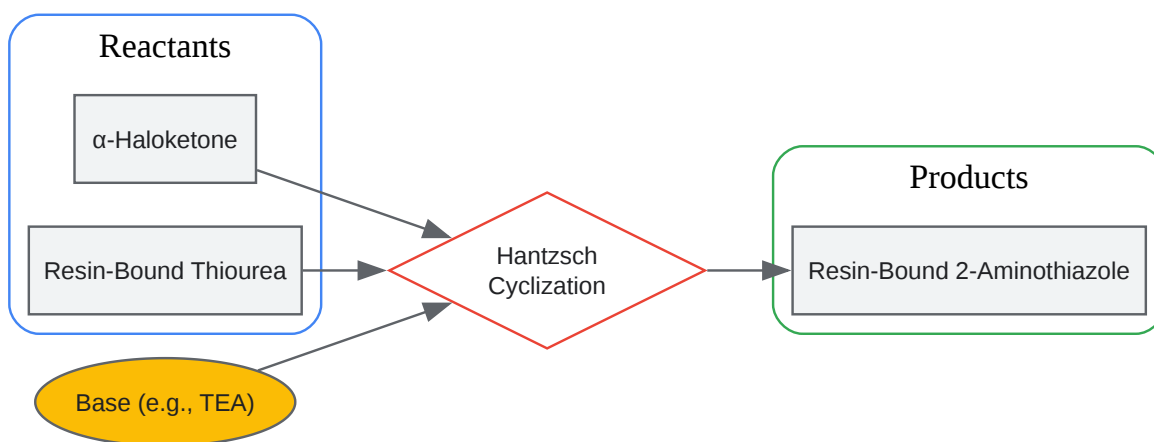 Reactants
α-Haloketone
Resin-Bound Thiourea
Base (e.g., TEA)
Hantzsch
Cyclization
Products
Resin-Bound 2-Aminothiazole